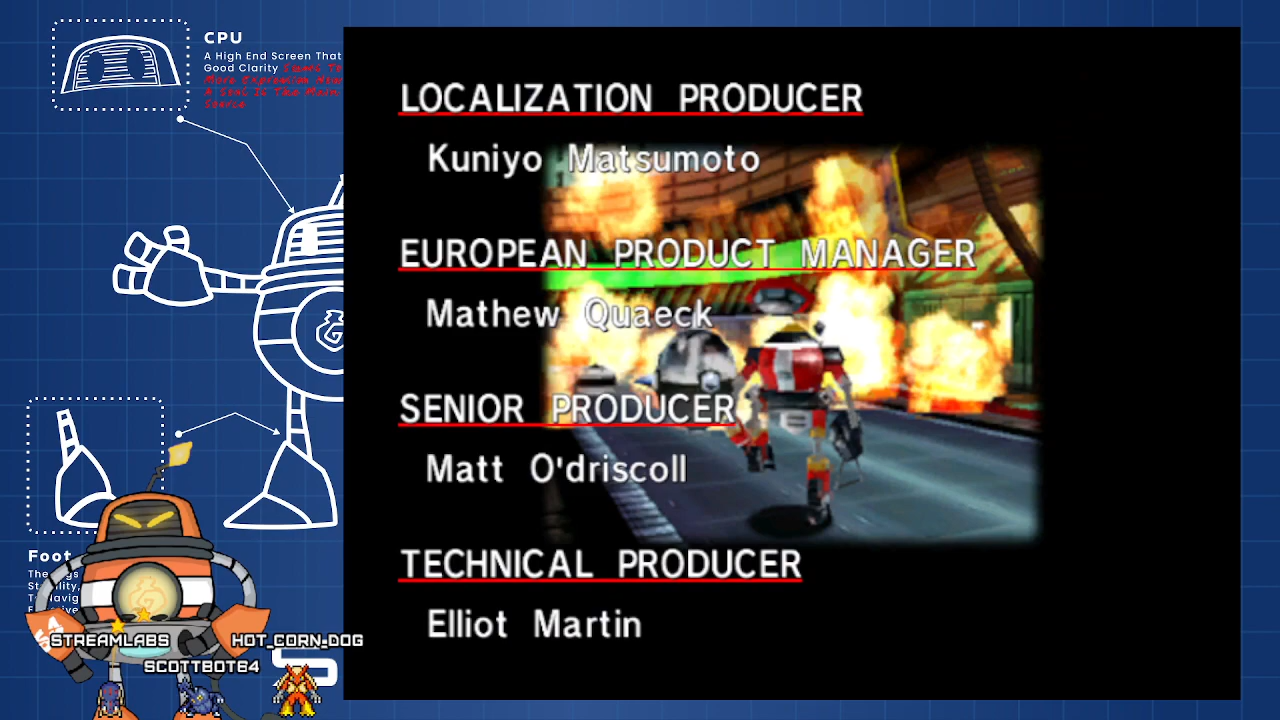 CPU
A High End Screen That
Good Clarity
LOCALIZATION PRODUCER
Kuniyo Matsumoto
EUROPEAN PRODUCT MANAGER
Mathew Quaeck
SENIOR PRODUCER
Matt O'driscoll
TECHNICAL PRODUCER
Elliot Martin
Foot
STREAMLABS
HOT_CORN_DOG
SCOTTBOT64